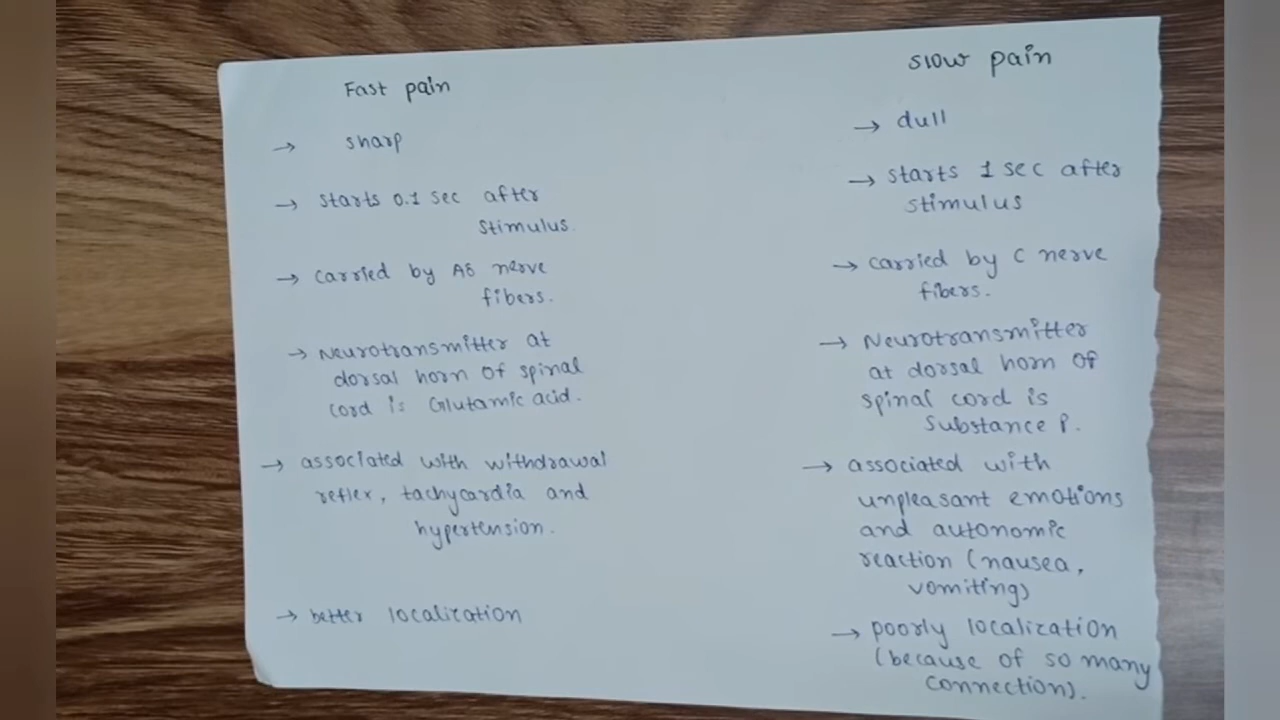 Fast pain
→ sharp
→ starts 0.1 sec after
stimulus.
→ carried by Aδ nerve
fibers.
→ Neurotransmitter at
dorsal horn of spinal
cord is Glutamic acid.
→ associated with withdrawal
reflex, tachycardia and
hypertension.
→ better localization
slow pain
→ dull
→ starts 1 sec after
stimulus
→ carried by C nerve
fibers.
→ Neurotransmitter
at dorsal horn of
spinal cord is
Substance P.
→ associated with
unpleasant emotions
and autonomic
reaction (nausea,
vomiting)
→ poorly localization
(because of so many
connection).